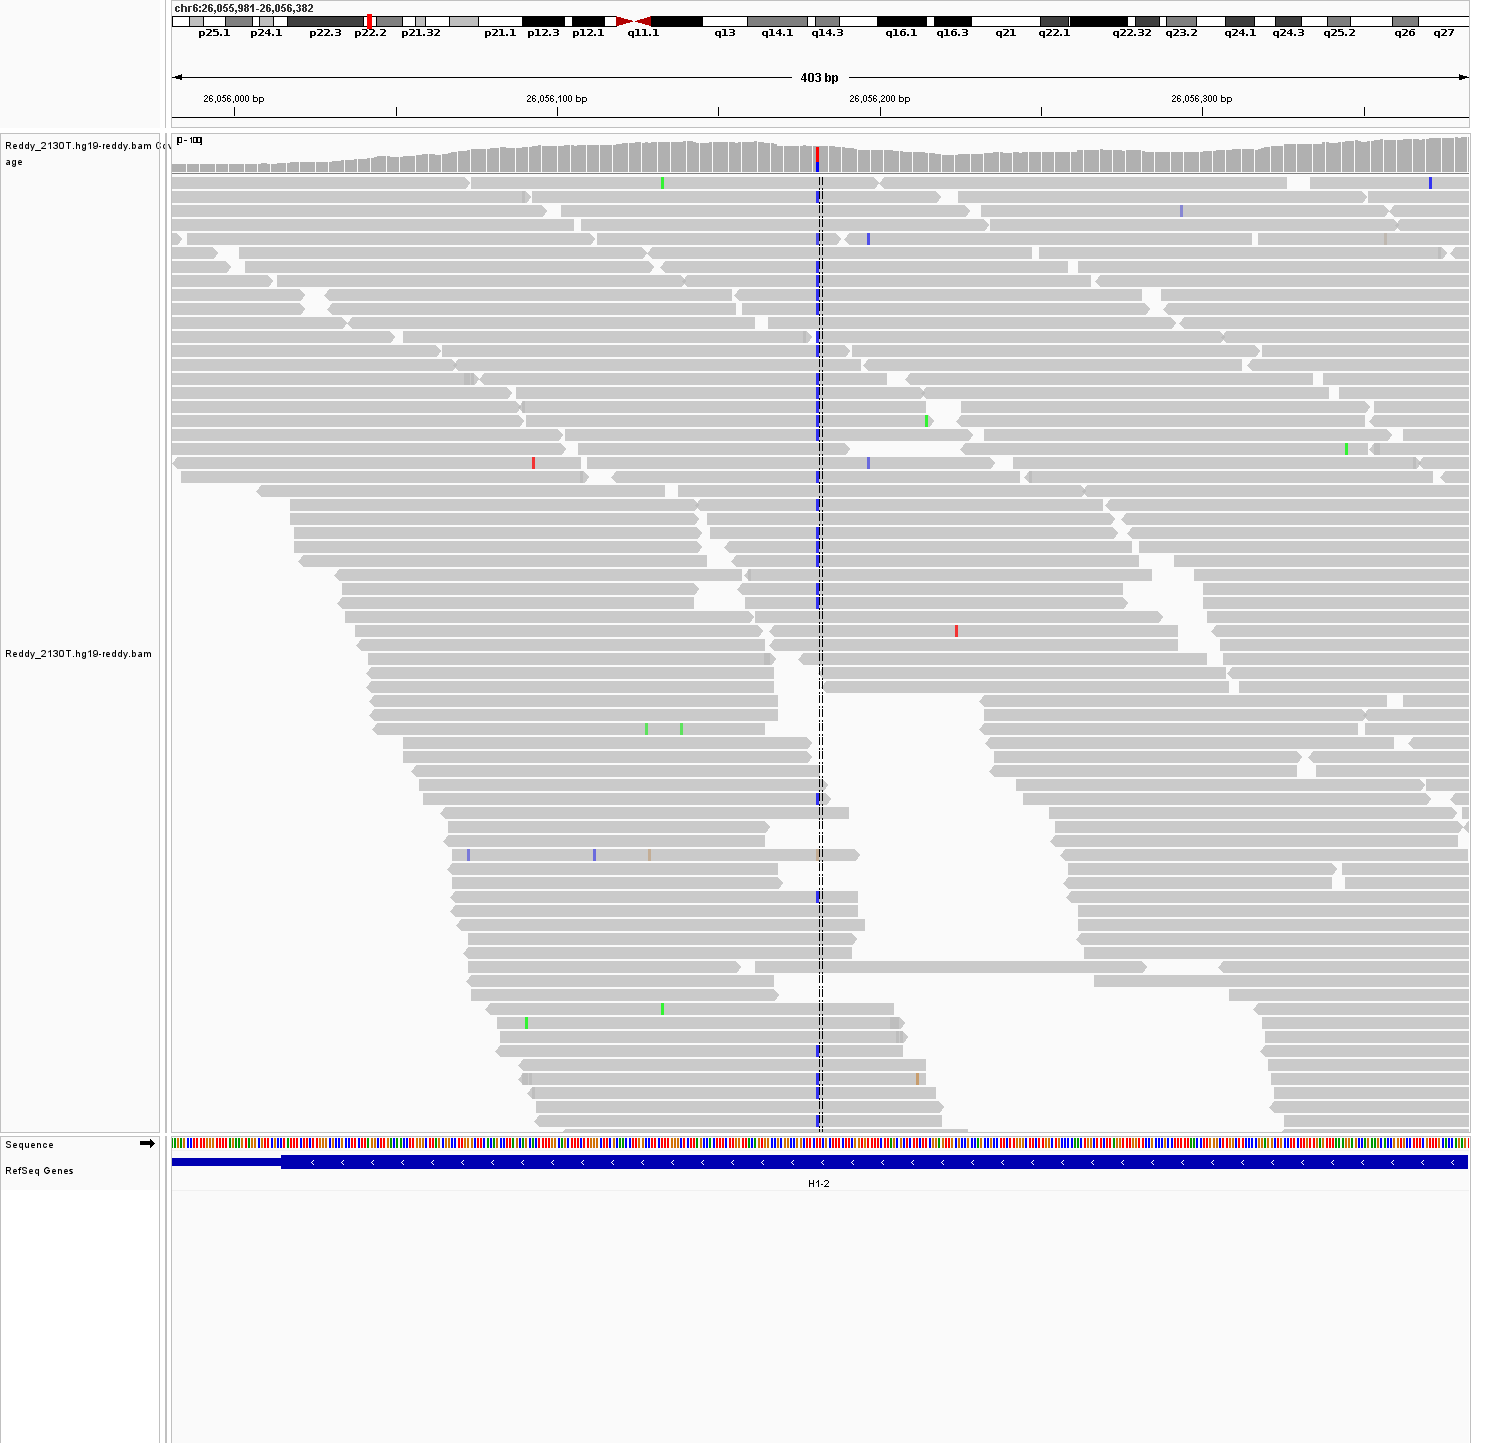 chr6:26,055,981-26,056,382
p25.1 p24.1 p22.3 p22.2 p21.32 p21.1 p12.3 p12.1 q11.1 q13 q14.1 q14.3 q16.1 q16.3 q21 q22.1 q22.32 q23.2 q24.1 q24.3 q25.2 q26 q27
403 bp
26,056,000 bp 26,056,100 bp 26,056,200 bp 26,056,300 bp
[0 - 100]
Reddy_2130T.hg19-reddy.bam Cov
age
Reddy_2130T.hg19-reddy.bam
Sequence
RefSeq Genes
H1-2